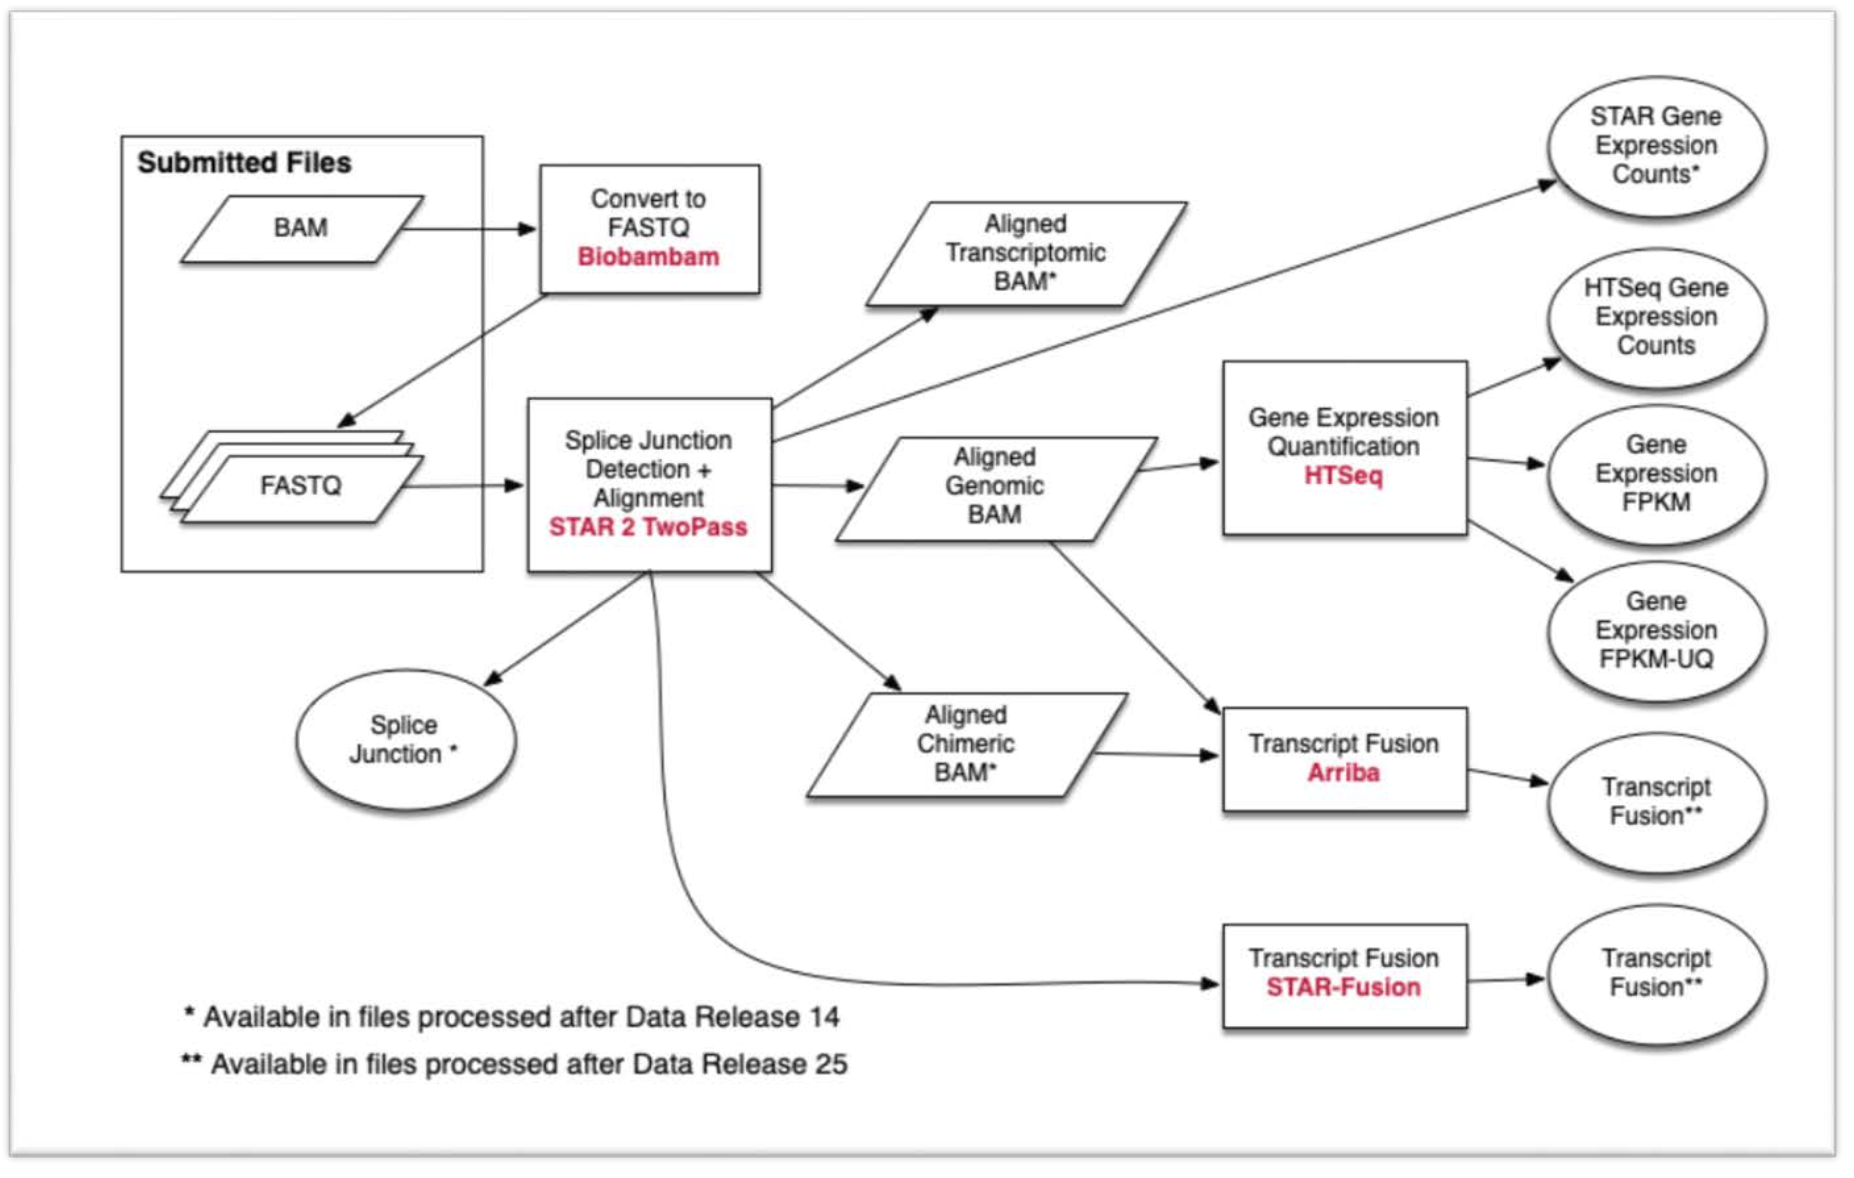 Submitted Files
BAM
FASTQ
Convert to
FASTQ
Biobambam
Splice Junction
Detection +
Alignment
STAR 2 TwoPass
Splice
Junction *
Aligned
Transcriptomic
BAM*
Aligned
Genomic
BAM
Aligned
Chimeric
BAM*
Gene Expression
Quantification
HTSeq
Transcript Fusion
Arriba
Transcript Fusion
STAR-Fusion
STAR Gene
Expression
Counts*
HTSeq Gene
Expression
Counts
Gene
Expression
FPKM
Gene
Expression
FPKM-UQ
Transcript
Fusion**
Transcript
Fusion**
* Available in files processed after Data Release 14
** Available in files processed after Data Release 25